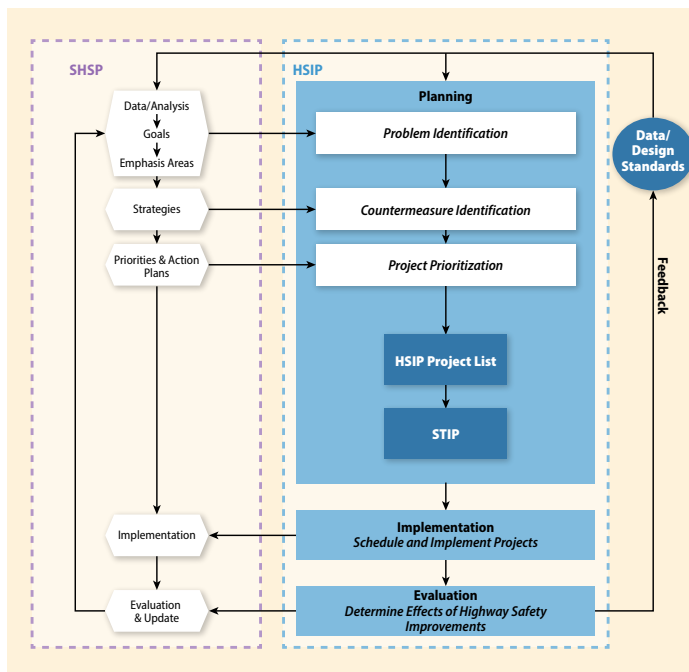 SHSP
HSIP
Data/Analysis
Goals
Emphasis Areas
Strategies
Priorities & Action
Plans
Implementation
Evaluation
& Update
Planning
Problem Identification
Countermeasure Identification
Project Prioritization
HSIP Project List
STIP
Implementation
Schedule and Implement Projects
Evaluation
Determine Effects of Highway Safety
Improvements
Data/
Design
Standards
Feedback